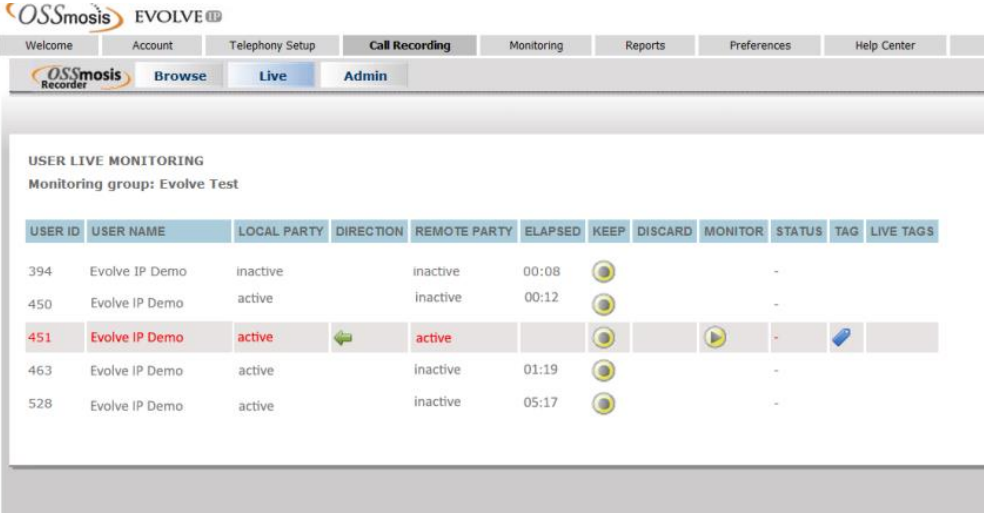 OSSmosis EVOLVE IP
Welcome Account Telephony Setup Call Recording Monitoring Reports Preferences Help Center
OSSmosis Recorder Browse Live Admin
USER LIVE MONITORING
Monitoring group: Evolve Test
USER ID USER NAME LOCAL PARTY DIRECTION REMOTE PARTY ELAPSED KEEP DISCARD MONITOR STATUS TAG LIVE TAGS
394 Evolve IP Demo inactive inactive 00:08 -
450 Evolve IP Demo active inactive 00:12 -
451 Evolve IP Demo active active -
463 Evolve IP Demo active inactive 01:19 -
528 Evolve IP Demo active inactive 05:17 -